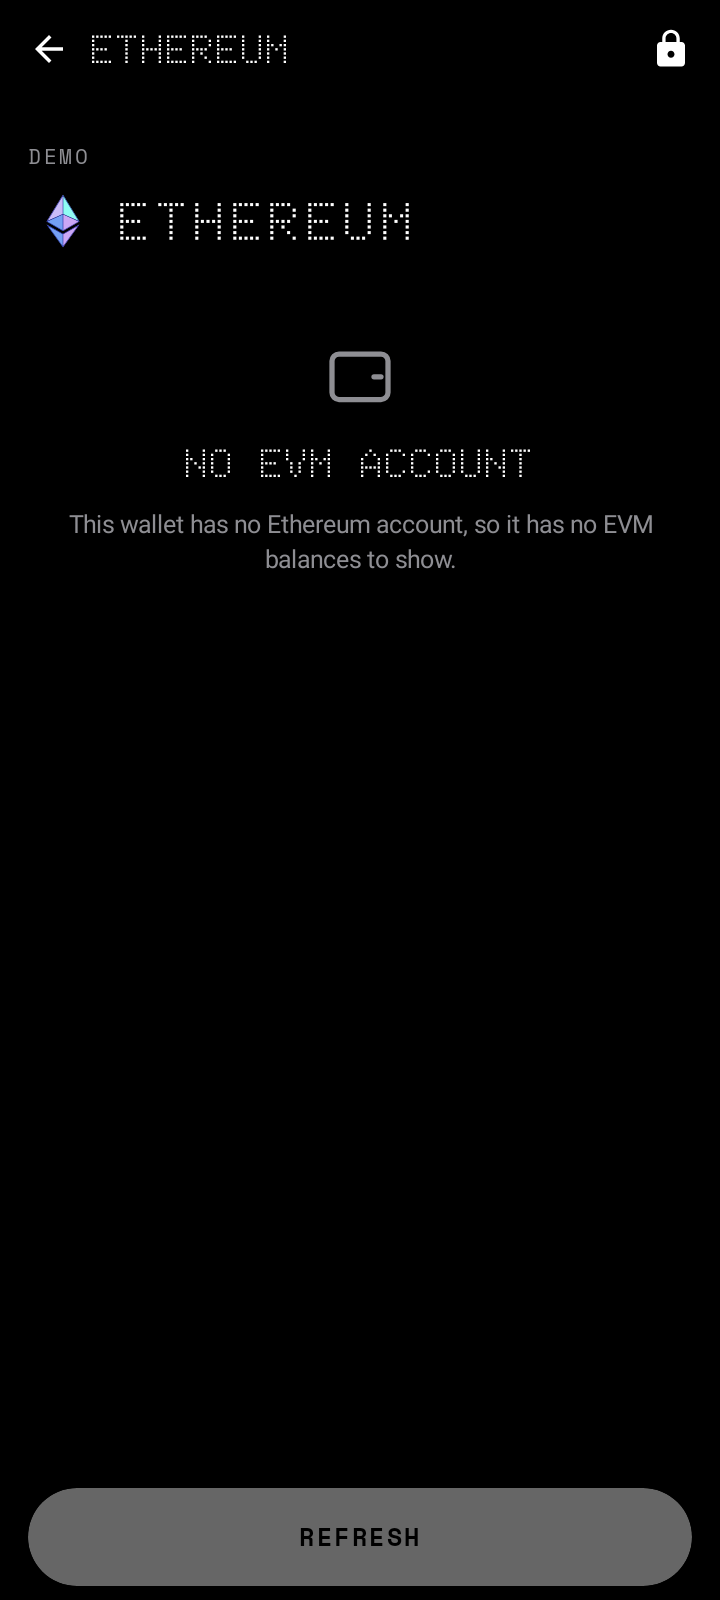 ETHEREUM
DEMO
ETHEREUM
NO EVM ACCOUNT
This wallet has no Ethereum account, so it has no EVM
balances to show.
REFRESH